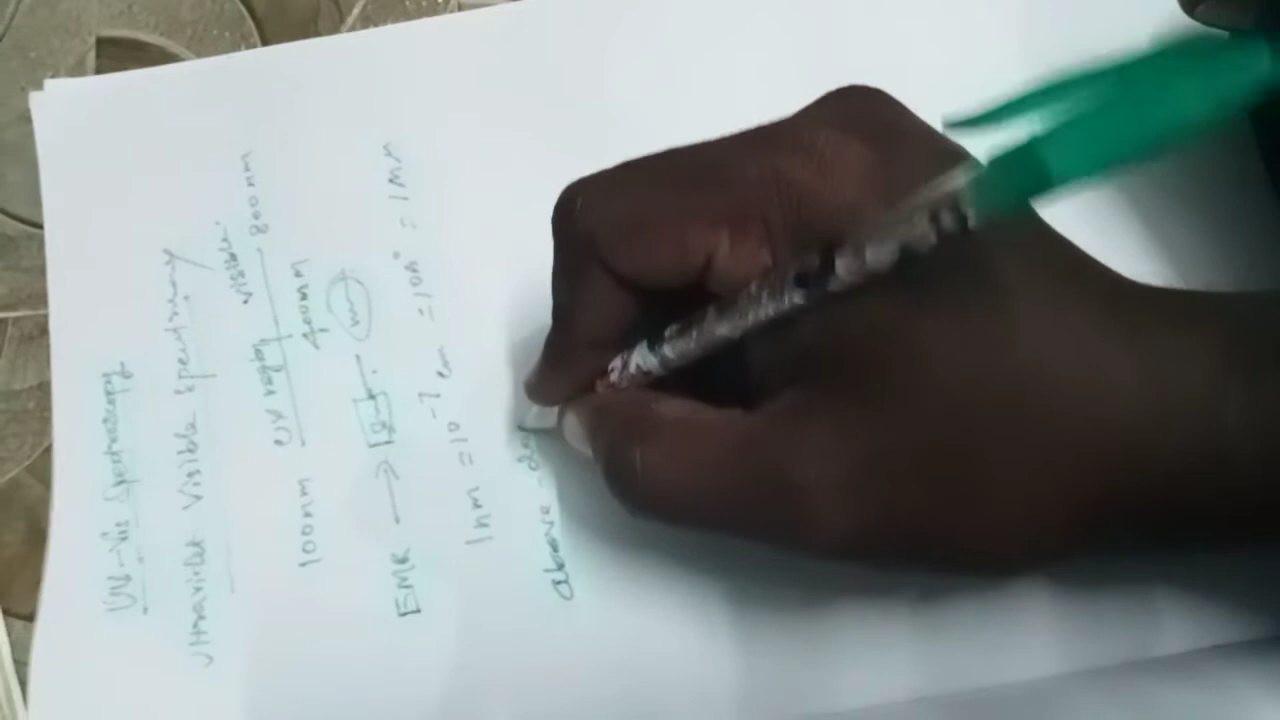 UV-Vis Spectroscopy
Ultraviolet Visible Spectrum
100nm UV region 400nm visible. 800nm
EMR → m
1nm = 10⁻⁷ cm = 10A° = 1mμ
above